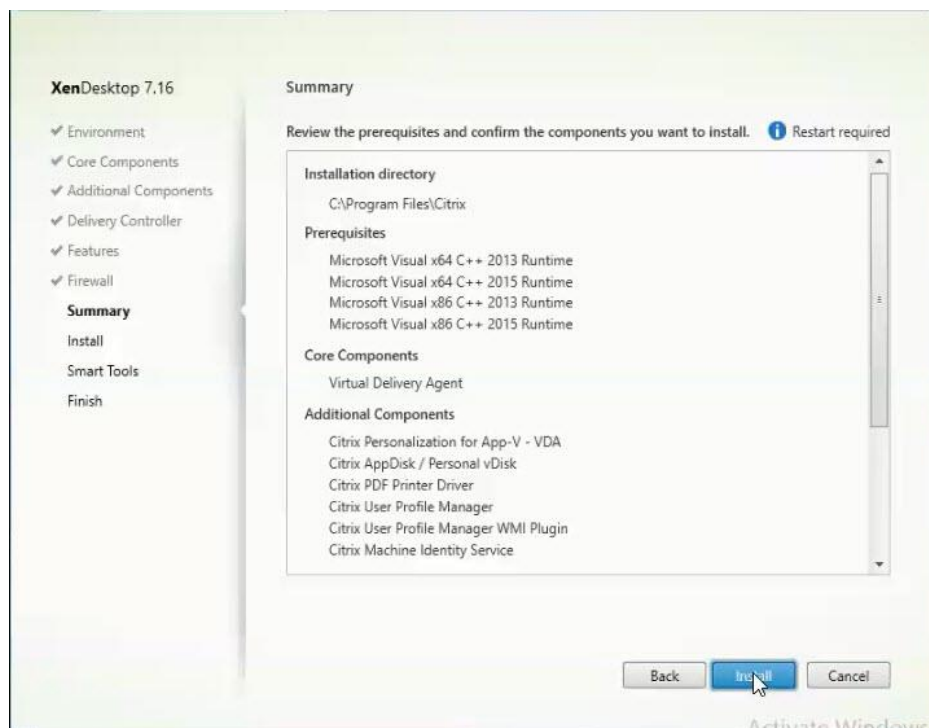 XenDesktop 7.16
Environment
Core Components
Additional Components
Delivery Controller
Features
Firewall
Summary
Install
Smart Tools
Finish
Summary
Review the prerequisites and confirm the components you want to install.
Restart required
Installation directory
C:\Program Files\Citrix
Prerequisites
Microsoft Visual x64 C++ 2013 Runtime
Microsoft Visual x64 C++ 2015 Runtime
Microsoft Visual x86 C++ 2013 Runtime
Microsoft Visual x86 C++ 2015 Runtime
Core Components
Virtual Delivery Agent
Additional Components
Citrix Personalization for App-V - VDA
Citrix AppDisk / Personal vDisk
Citrix PDF Printer Driver
Citrix User Profile Manager
Citrix User Profile Manager WMI Plugin
Citrix Machine Identity Service
Back
Install
Cancel
Activate Windows